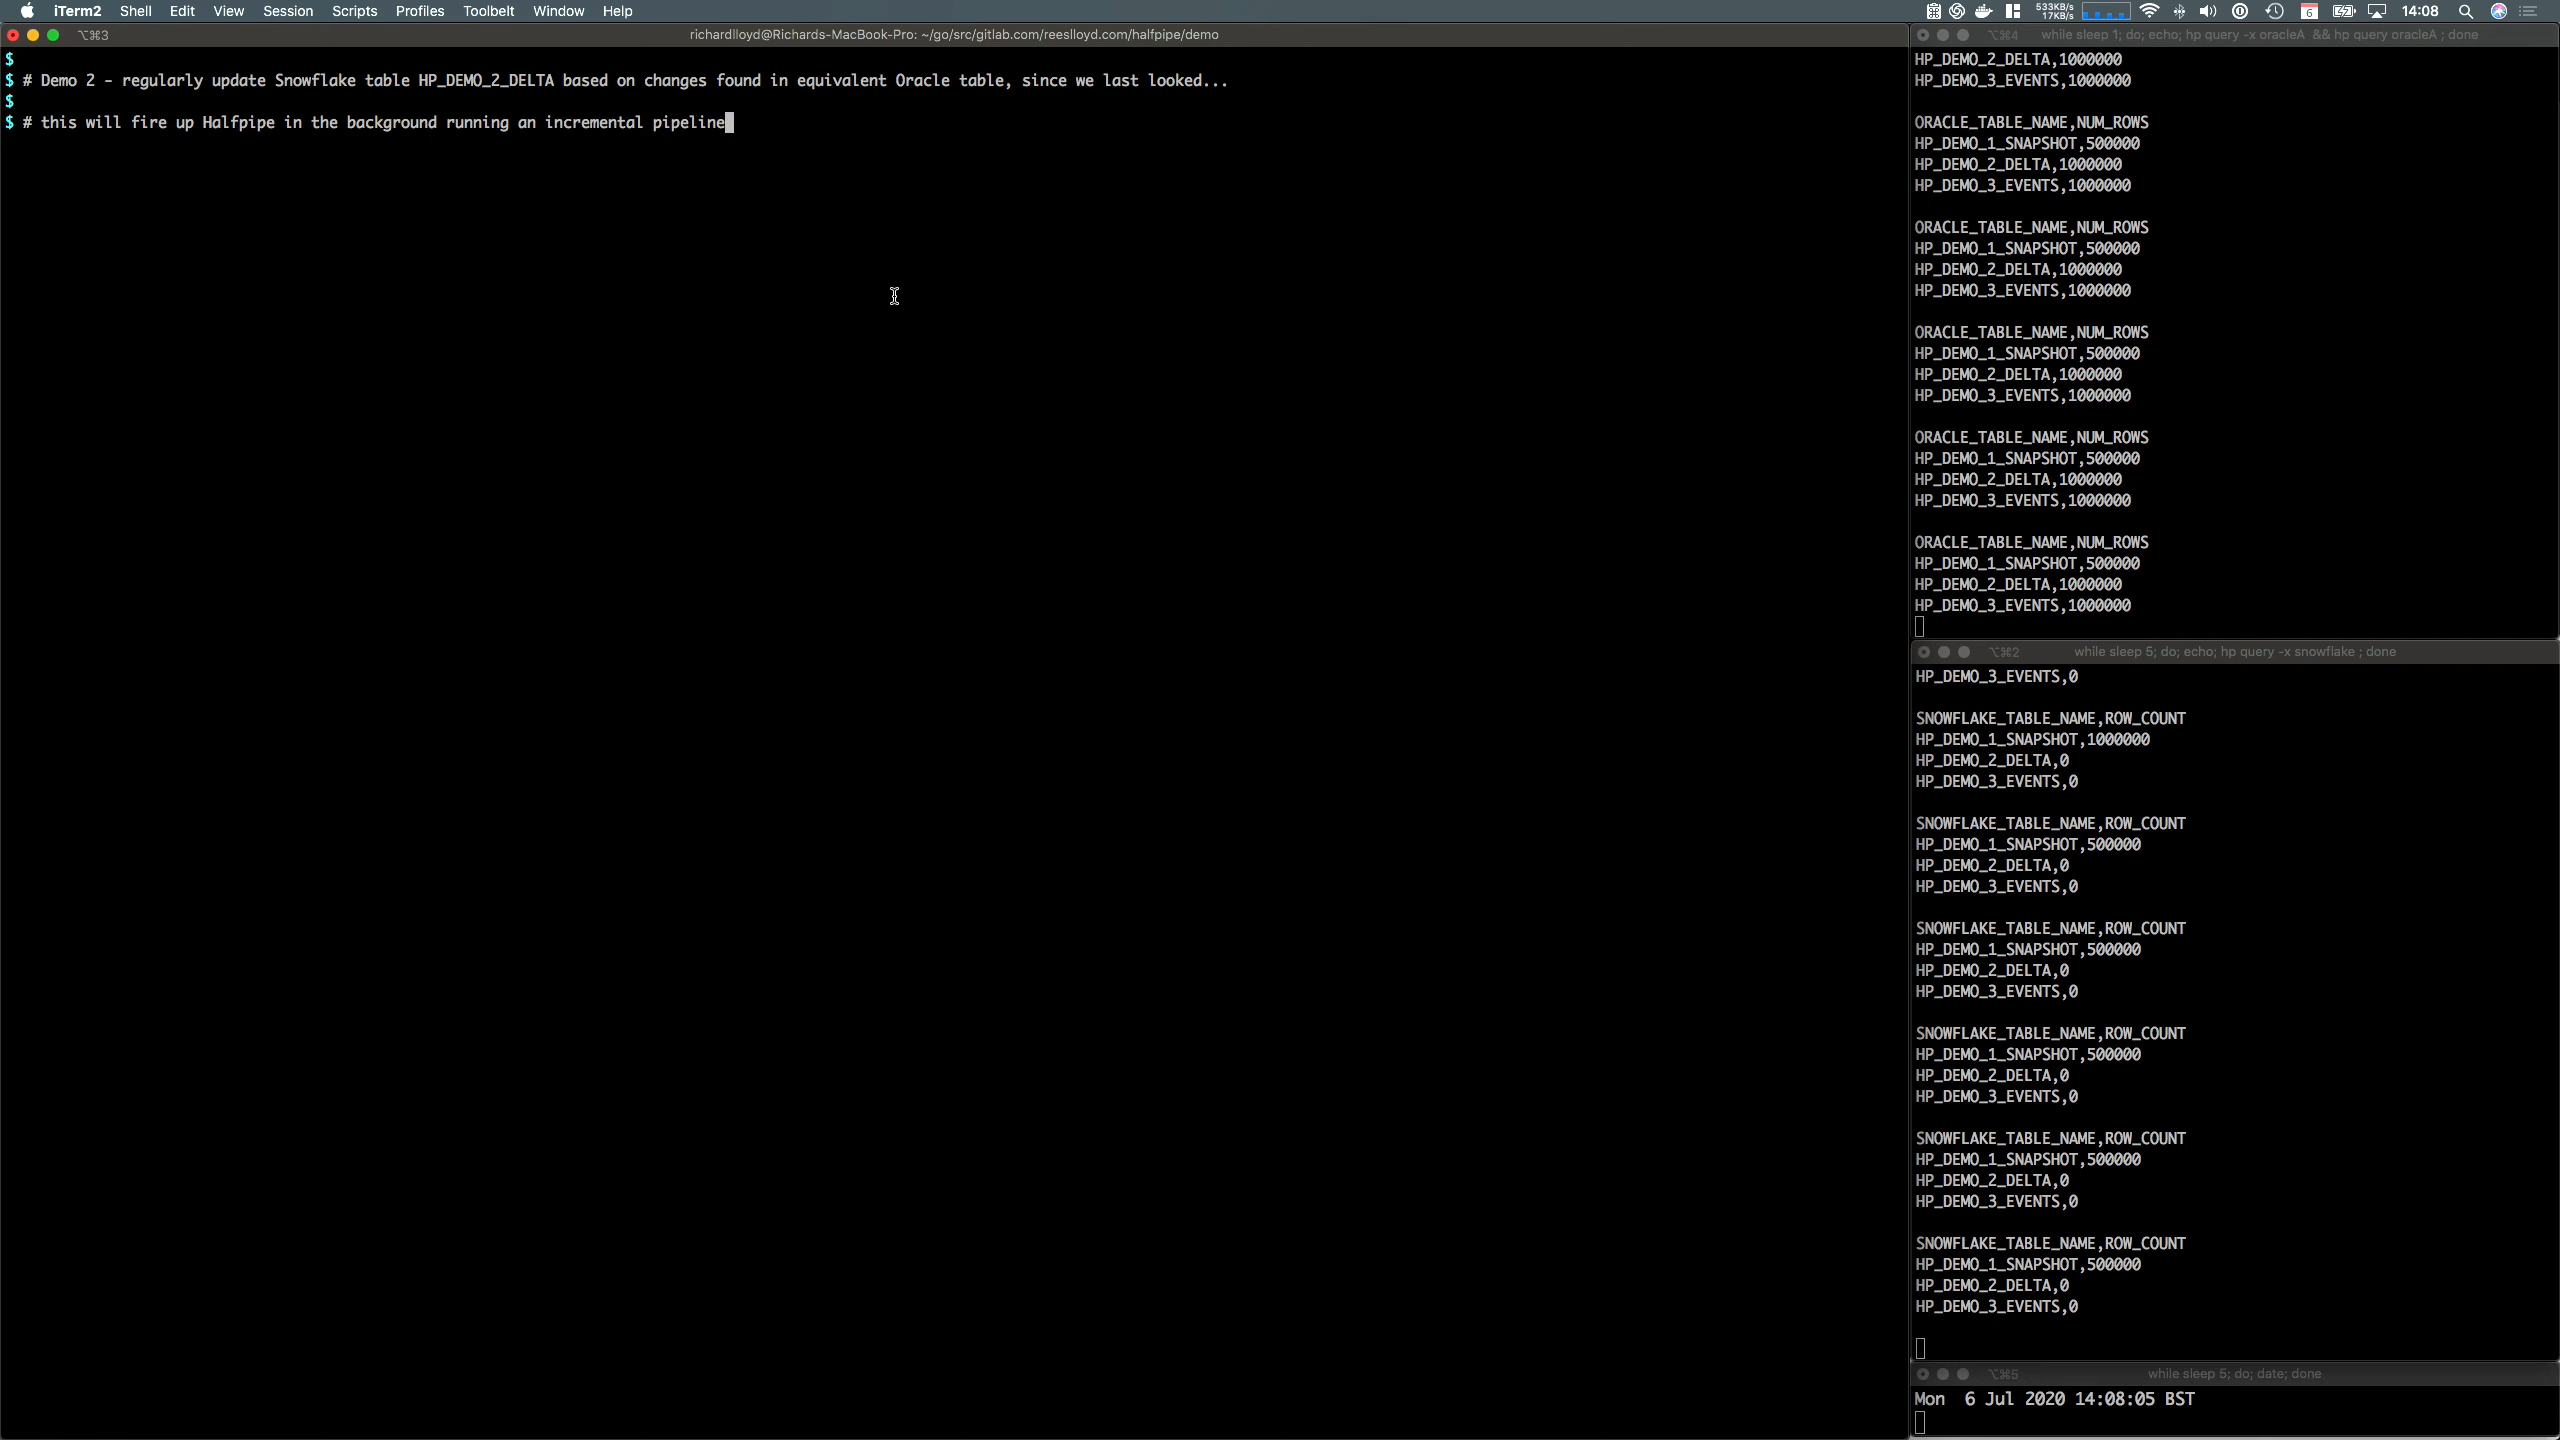 iTerm2 Shell Edit View Session Scripts Profiles Toolbelt Window Help
533KB/s
17KB/s
6
14:08
⌥⌘3
richardlloyd@Richards-MacBook-Pro: ~/go/src/gitlab.com/reeslloyd.com/halfpipe/demo
$
$ # Demo 2 - regularly update Snowflake table HP_DEMO_2_DELTA based on changes found in equivalent Oracle table, since we last looked...
$
$ # this will fire up Halfpipe in the background running an incremental pipeline
⌥⌘4 while sleep 1; do; echo; hp query -x oracleA && hp query oracleA ; done
HP_DEMO_2_DELTA,1000000
HP_DEMO_3_EVENTS,1000000
ORACLE_TABLE_NAME,NUM_ROWS
HP_DEMO_1_SNAPSHOT,500000
HP_DEMO_2_DELTA,1000000
HP_DEMO_3_EVENTS,1000000
ORACLE_TABLE_NAME,NUM_ROWS
HP_DEMO_1_SNAPSHOT,500000
HP_DEMO_2_DELTA,1000000
HP_DEMO_3_EVENTS,1000000
ORACLE_TABLE_NAME,NUM_ROWS
HP_DEMO_1_SNAPSHOT,500000
HP_DEMO_2_DELTA,1000000
HP_DEMO_3_EVENTS,1000000
ORACLE_TABLE_NAME,NUM_ROWS
HP_DEMO_1_SNAPSHOT,500000
HP_DEMO_2_DELTA,1000000
HP_DEMO_3_EVENTS,1000000
ORACLE_TABLE_NAME,NUM_ROWS
HP_DEMO_1_SNAPSHOT,500000
HP_DEMO_2_DELTA,1000000
HP_DEMO_3_EVENTS,1000000
⌥⌘2 while sleep 5; do; echo; hp query -x snowflake ; done
HP_DEMO_3_EVENTS,0
SNOWFLAKE_TABLE_NAME,ROW_COUNT
HP_DEMO_1_SNAPSHOT,1000000
HP_DEMO_2_DELTA,0
HP_DEMO_3_EVENTS,0
SNOWFLAKE_TABLE_NAME,ROW_COUNT
HP_DEMO_1_SNAPSHOT,500000
HP_DEMO_2_DELTA,0
HP_DEMO_3_EVENTS,0
SNOWFLAKE_TABLE_NAME,ROW_COUNT
HP_DEMO_1_SNAPSHOT,500000
HP_DEMO_2_DELTA,0
HP_DEMO_3_EVENTS,0
SNOWFLAKE_TABLE_NAME,ROW_COUNT
HP_DEMO_1_SNAPSHOT,500000
HP_DEMO_2_DELTA,0
HP_DEMO_3_EVENTS,0
SNOWFLAKE_TABLE_NAME,ROW_COUNT
HP_DEMO_1_SNAPSHOT,500000
HP_DEMO_2_DELTA,0
HP_DEMO_3_EVENTS,0
SNOWFLAKE_TABLE_NAME,ROW_COUNT
HP_DEMO_1_SNAPSHOT,500000
HP_DEMO_2_DELTA,0
HP_DEMO_3_EVENTS,0
⌥⌘5 while sleep 5; do; date; done
Mon  6 Jul 2020 14:08:05 BST